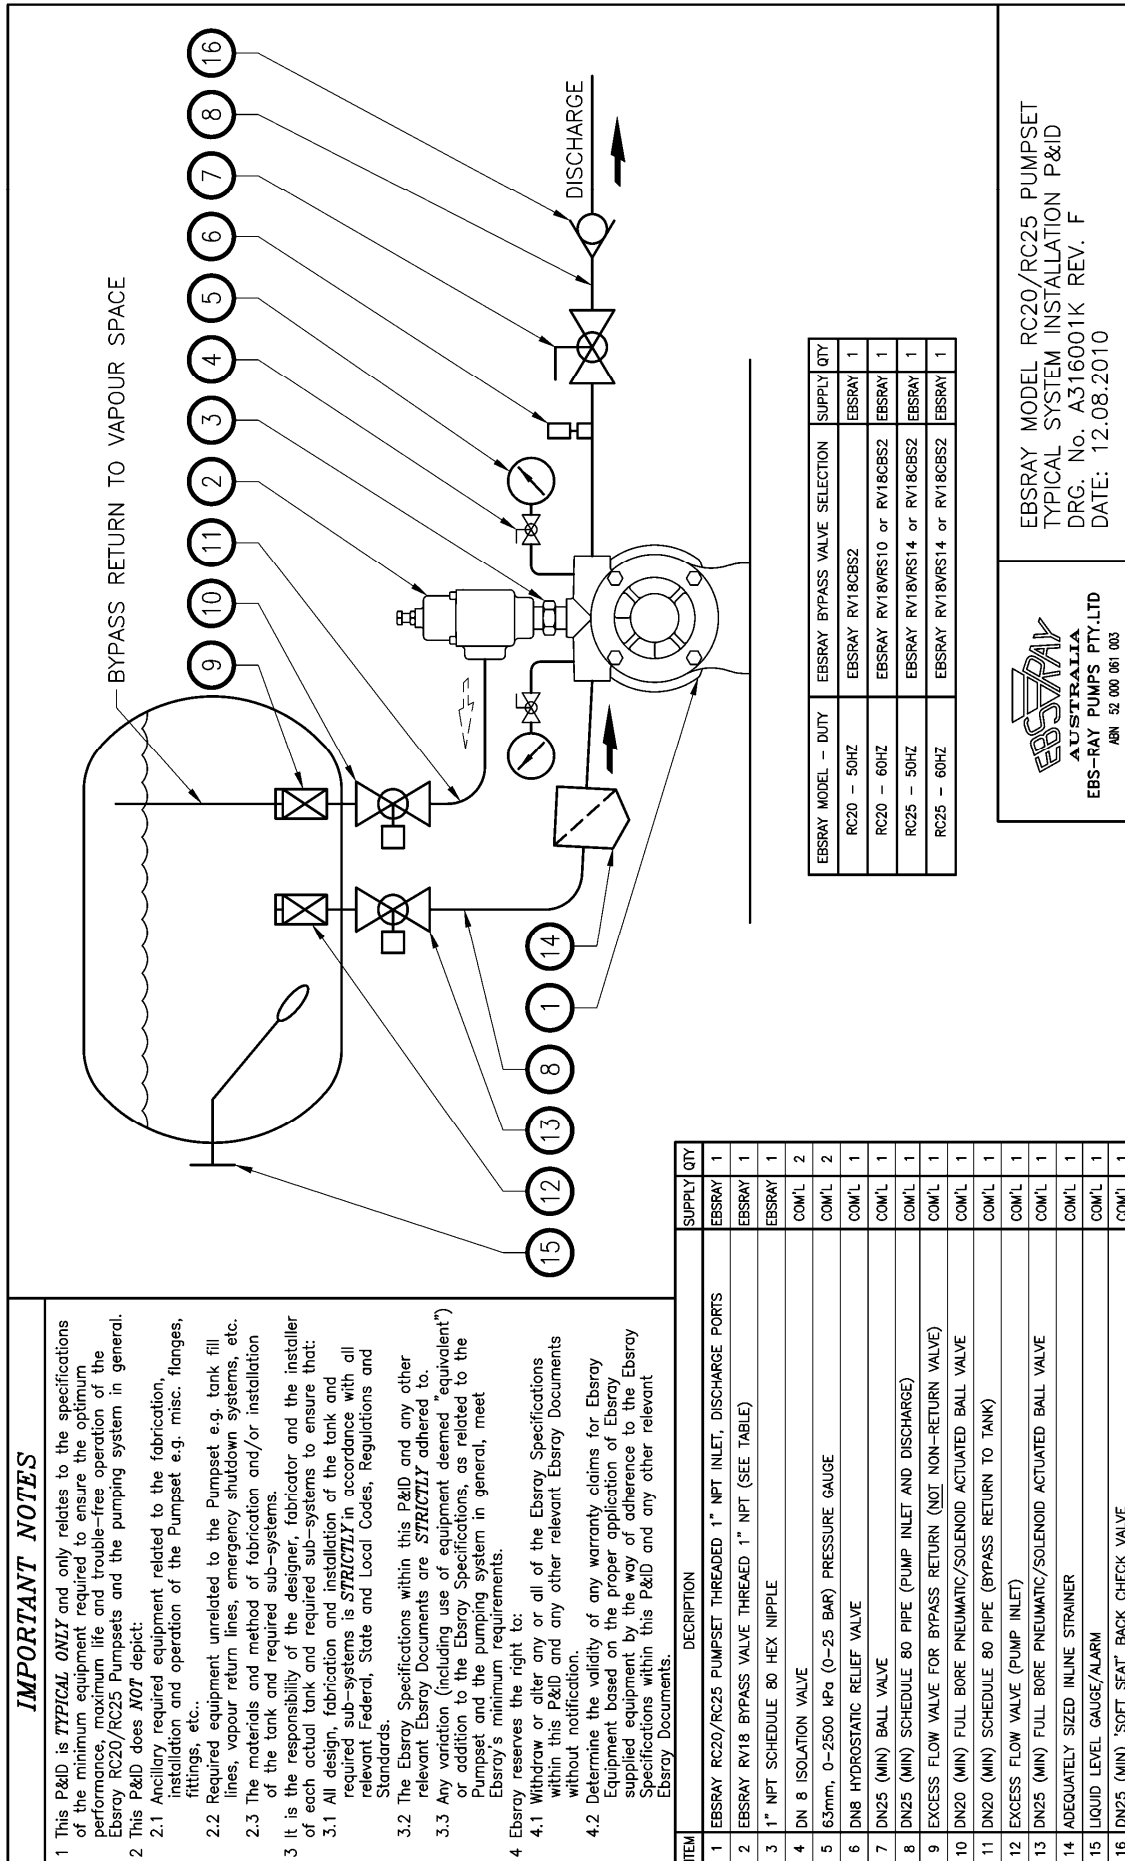 IMPORTANT NOTES
1 This P&ID is TYPICAL ONLY and only relates to the specifications
of the minimum equipment required to ensure the optimum
performance, maximum life and trouble-free operation of the
Ebsray RC20/RC25 Pumpsets and the pumping system in general.
2 This P&ID does NOT depict:
2.1 Ancillary required equipment related to the fabrication,
installation and operation of the Pumpset e.g. misc. flanges,
fittings, etc..
2.2 Required equipment unrelated to the Pumpset e.g. tank fill
lines, vapour return lines, emergency shutdown systems, etc.
2.3 The materials and method of fabrication and/or installation
of the tank and required sub-systems.
3 It is the responsibility of the designer, fabricator and the installer
of each actual tank and required sub-systems to ensure that:
3.1 All design, fabrication and installation of the tank and
required sub-systems is STRICTLY in accordance with all
relevant Federal, State and Local Codes, Regulations and
Standards.
3.2 The Ebsray Specifications within this P&ID and any other
relevant Ebsray Documents are STRICTLY adhered to.
3.3 Any variation (including use of equipment deemed "equivalent")
or addition to the Ebsray Specifications, as related to the
Pumpset and the pumping system in general, meet
Ebsray's minimum requirements.
4 Ebsray reserves the right to:
4.1 Withdraw or alter any or all of the Ebsray Specifications
within this P&ID and any other relevant Ebsray Documents
without notification.
4.2 Determine the validity of any warranty claims for Ebsray
Equipment based on the proper application of Ebsray
supplied equipment by the way of adherence to the Ebsray
Specifications within this P&ID and any other relevant
Ebsray Documents.
ITEM DECRIPTION SUPPLY QTY
1 EBSRAY RC20/RC25 PUMPSET THREADED 1" NPT INLET, DISCHARGE PORTS EBSRAY 1
2 EBSRAY RV18 BYPASS VALVE THREAED 1" NPT (SEE TABLE) EBSRAY 1
3 1" NPT SCHEDULE 80 HEX NIPPLE EBSRAY 1
4 DN 8 ISOLATION VALVE COM'L 2
5 63mm, 0-2500 kPa (0-25 BAR) PRESSURE GAUGE COM'L 2
6 DN8 HYDROSTATIC RELIEF VALVE COM'L 1
7 DN25 (MIN) BALL VALVE COM'L 1
8 DN25 (MIN) SCHEDULE 80 PIPE (PUMP INLET AND DISCHARGE) COM'L 1
9 EXCESS FLOW VALVE FOR BYPASS RETURN (NOT NON-RETURN VALVE) COM'L 1
10 DN20 (MIN) FULL BORE PNEUMATIC/SOLENOID ACTUATED BALL VALVE COM'L 1
11 DN20 (MIN) SCHEDULE 80 PIPE (BYPASS RETURN TO TANK) COM'L 1
12 EXCESS FLOW VALVE (PUMP INLET) COM'L 1
13 DN25 (MIN) FULL BORE PNEUMATIC/SOLENOID ACTUATED BALL VALVE COM'L 1
14 ADEQUATELY SIZED INLINE STRAINER COM'L 1
15 LIQUID LEVEL GAUGE/ALARM COM'L 1
16 DN25 (MIN) 'SOFT SEAT' BACK CHECK VALVE COM'L 1
BYPASS RETURN TO VAPOUR SPACE
9
10
11
2
3
4
5
6
7
8
16
DISCHARGE
15
12
13
8
1
14
EBSRAY MODEL - DUTY EBSRAY BYPASS VALVE SELECTION SUPPLY QTY
RC20 - 50HZ EBSRAY RV18CBS2 EBSRAY 1
RC20 - 60HZ EBSRAY RV18VRS10 or RV18CBS2 EBSRAY 1
RC25 - 50HZ EBSRAY RV18VRS14 or RV18CBS2 EBSRAY 1
RC25 - 60HZ EBSRAY RV18VRS14 or RV18CBS2 EBSRAY 1
EBSRAY
AUSTRALIA
EBS-RAY PUMPS PTY.LTD
ABN 52 000 061 003
EBSRAY MODEL RC20/RC25 PUMPSET
TYPICAL SYSTEM INSTALLATION P&ID
DRG. No. A316001K REV. F
DATE: 12.08.2010